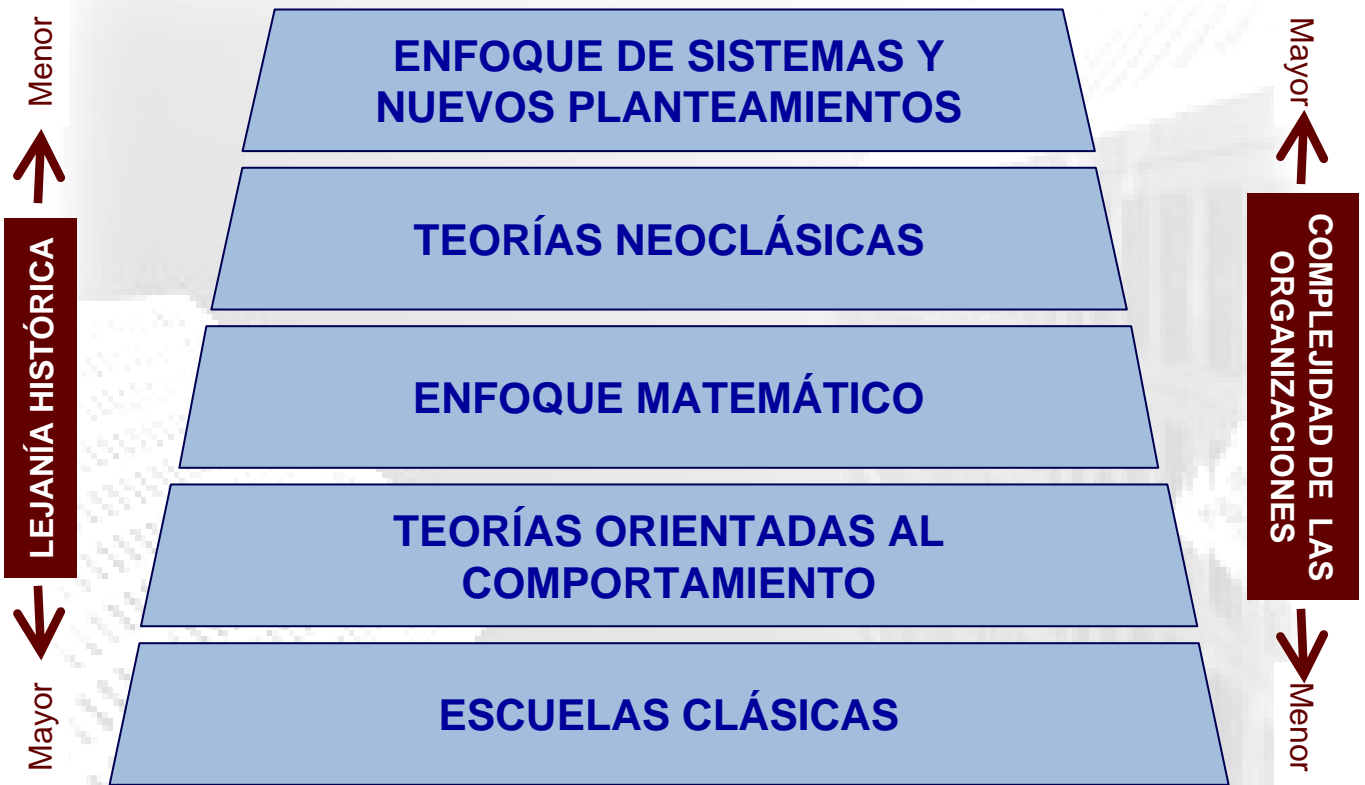 Menor
LEJANÍA HISTÓRICA
Mayor
ENFOQUE DE SISTEMAS Y
NUEVOS PLANTEAMIENTOS
TEORÍAS NEOCLÁSICAS
ENFOQUE MATEMÁTICO
TEORÍAS ORIENTADAS AL
COMPORTAMIENTO
ESCUELAS CLÁSICAS
Mayor
COMPLEJIDAD DE LAS
ORGANIZACIONES
Menor